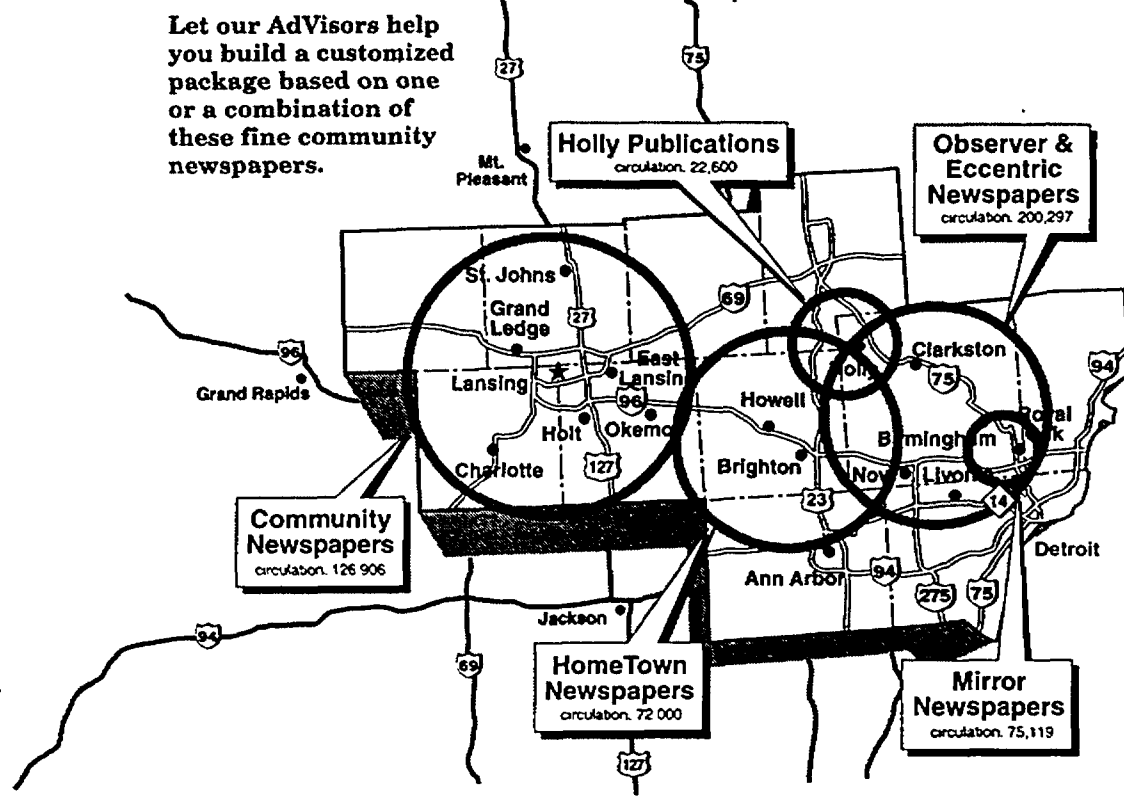 Let our AdVisors help
you build a customized
package based on one
or a combination of
these fine community
newspapers.
27
75
Mt.
Pleasant
Holly Publications
circulation. 22,600
Observer &
Eccentric
Newspapers
circulation. 200,297
St. Johns
Grand
Ledge
27
69
96
Grand Rapids
Lansing
East
Lansing
96
Holt
Okemo
Charlotte
127
Howell
Brighton
23
Holly
Clarkston
75
94
Royal
Birmingham
Novi
Livonia
14
Detroit
Ann Arbor
94
275
75
Community
Newspapers
circulation. 126 906
Jackson
94
69
HomeTown
Newspapers
circulation. 72 000
127
Mirror
Newspapers
circulation. 75,119